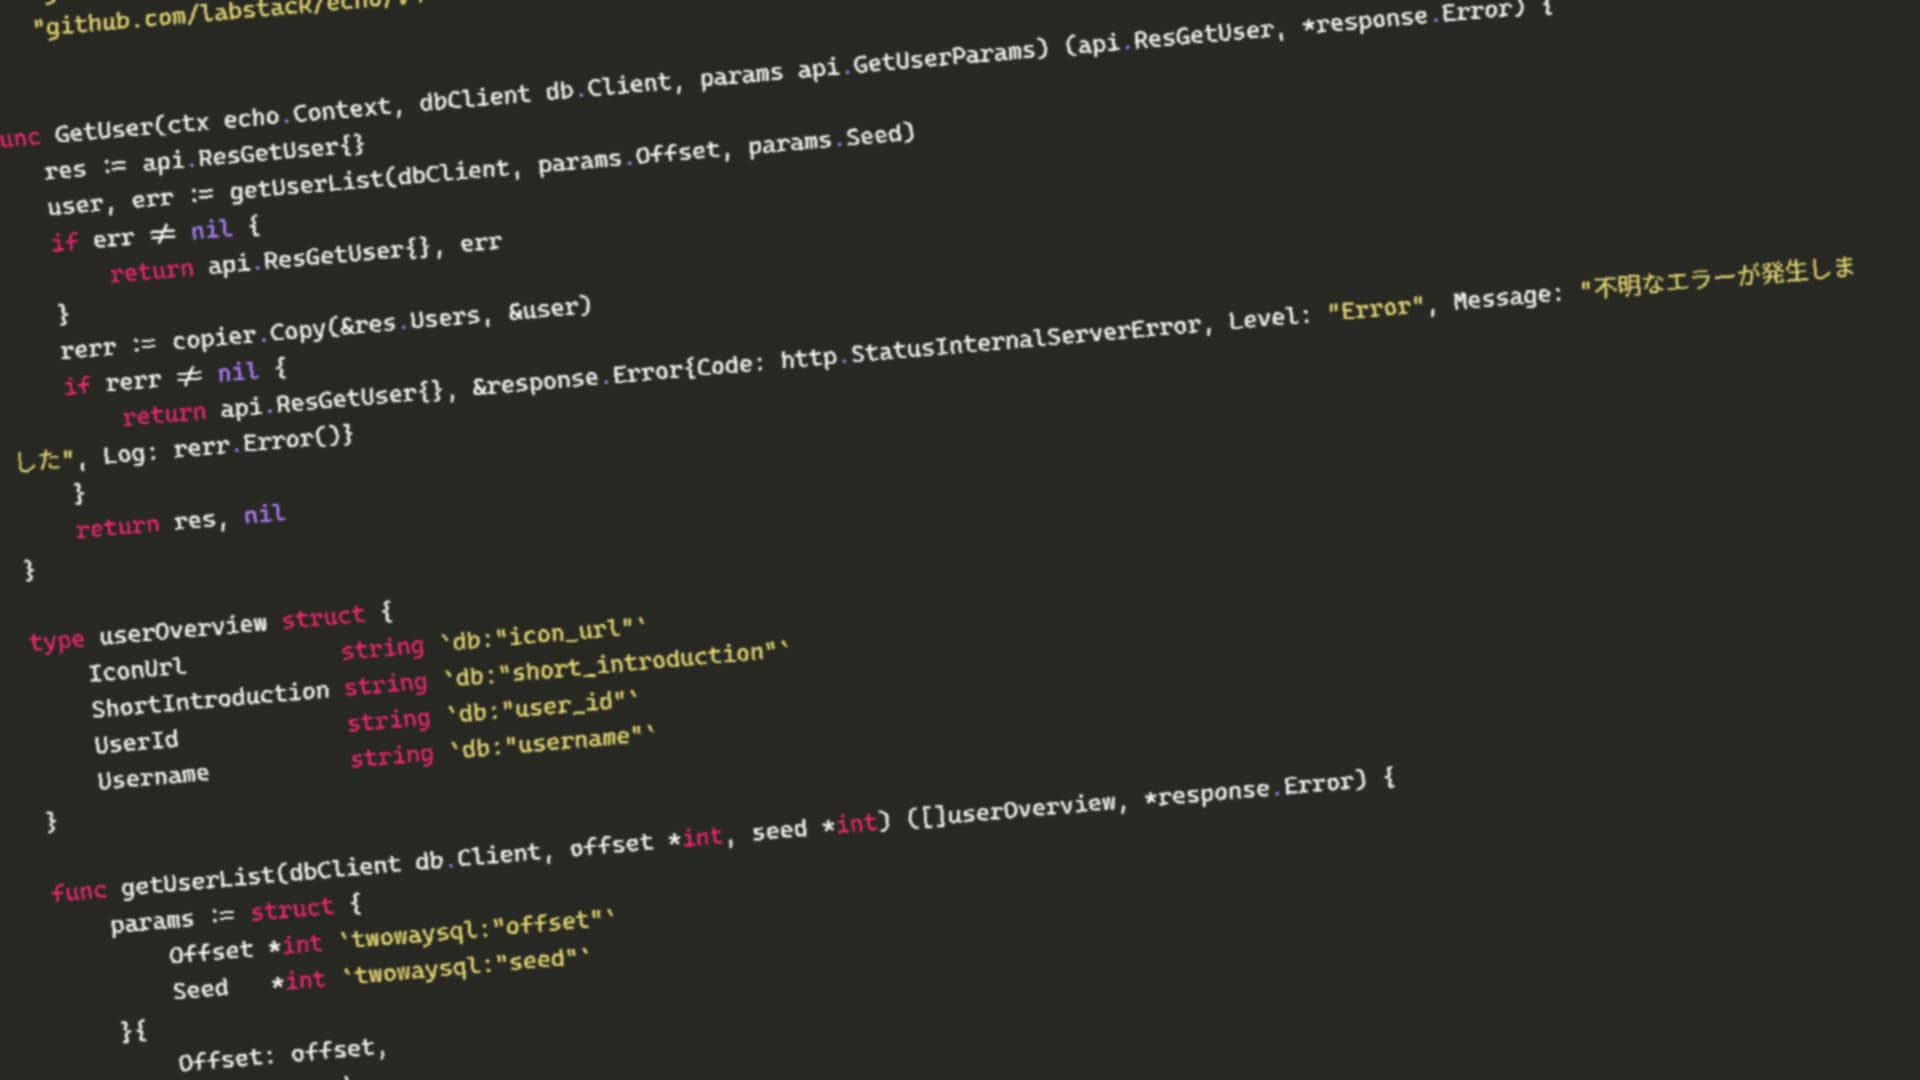 "github.com/labstack/echo/v
func GetUser(ctx echo.Context, dbClient db.Client, params api.GetUserParams) (api.ResGetUser, *response.Error) {
res := api.ResGetUser{}
user, err := getUserList(dbClient, params.Offset, params.Seed)
if err != nil {
return api.ResGetUser{}, err
}
rerr := copier.Copy(&res.Users, &user)
if rerr != nil {
return api.ResGetUser{}, &response.Error{Code: http.StatusInternalServerError, Level: "Error", Message: "不明なエラーが発生しま
した", Log: rerr.Error()}
}
return res, nil
}
type userOverview struct {
IconUrl string `db:"icon_url"`
ShortIntroduction string `db:"short_introduction"`
UserId string `db:"user_id"`
Username string `db:"username"`
}
func getUserList(dbClient db.Client, offset *int, seed *int) ([]userOverview, *response.Error) {
params := struct {
Offset *int `twowaysql:"offset"`
Seed *int `twowaysql:"seed"`
}{
Offset: offset,